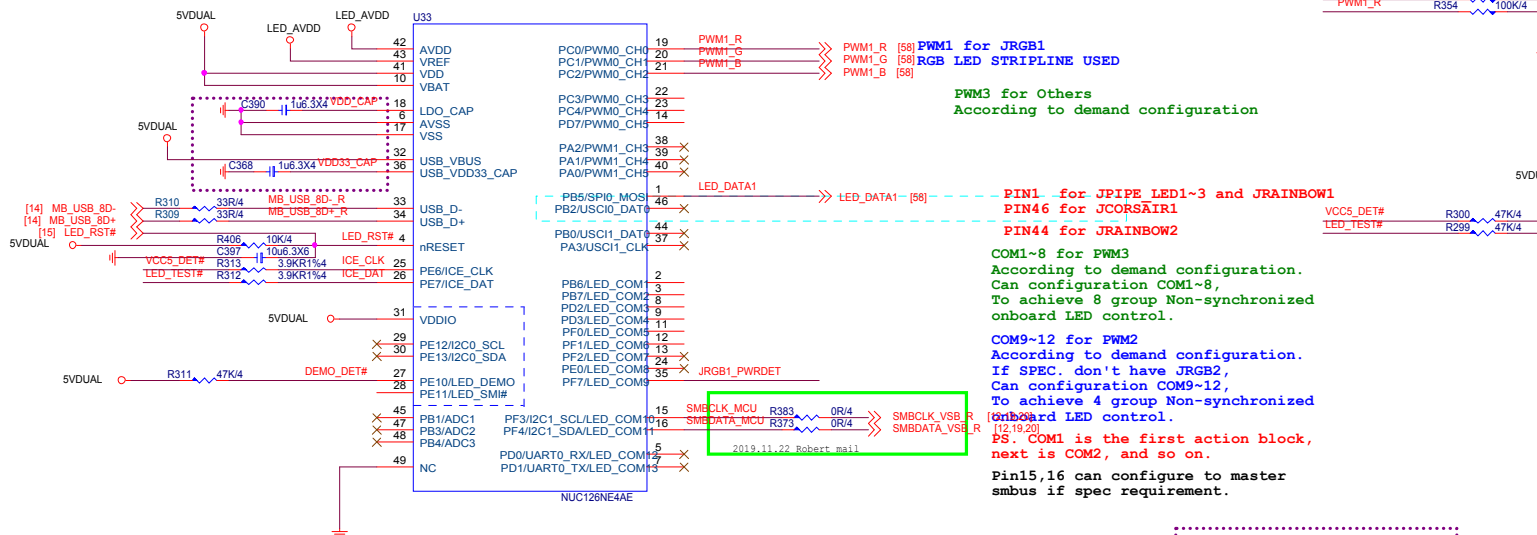 5VDUAL
LED_AVDD
LED_AVDD
U33
42 AVDD
43 VREF
41 VDD
10 VBAT
C390 1u6.3X4 VDD_CAP 18 LDO_CAP
6 AVSS
17 VSS
5VDUAL
32 USB_VBUS
C368 1u6.3X4 VDD33_CAP 36 USB_VDD33_CAP
[14] MB_USB_8D- R310 33R/4 MB_USB_8D-_R 33 USB_D-
[14] MB_USB_8D+ R309 33R/4 MB_USB_8D+_R 34 USB_D+
[15] LED_RST#
5VDUAL R406 10K/4 LED_RST# 4 nRESET
C397 10u6.3X6
VCC5_DET# R313 3.9KR1%4 ICE_CLK 25 PE6/ICE_CLK
LED_TEST# R312 3.9KR1%4 ICE_DAT 26 PE7/ICE_DAT
5VDUAL 31 VDDIO
29 PE12/I2C0_SCL
30 PE13/I2C0_SDA
5VDUAL R311 47K/4 DEMO_DET# 27 PE10/LED_DEMO
28 PE11/LED_SMI#
45 PB1/ADC1
47 PB3/ADC2
48 PB4/ADC3
49 NC
PC0/PWM0_CH0 19 PWM1_R PWM1_R [58]
PC1/PWM0_CH1 20 PWM1_G PWM1_G [58]
PC2/PWM0_CH2 21 PWM1_B PWM1_B [58]
PC3/PWM0_CH3 22
PC4/PWM0_CH4 23
PD7/PWM0_CH5 14
PA2/PWM1_CH3 38
PA1/PWM1_CH4 39
PA0/PWM1_CH5 40
PB5/SPI0_MOSI 1 LED_DATA1 LED_DATA1 [58]
PB2/USCI0_DAT0 46
PB0/USCI1_DAT0 44
PA3/USCI1_CLK 37
PB6/LED_COM1 2
PB7/LED_COM2 3
PD2/LED_COM3 8
PD3/LED_COM4 9
PF0/LED_COM5 11
PF1/LED_COM6 12
PF2/LED_COM7 13
PE0/LED_COM8 24
PF7/LED_COM9 35 JRGB1_PWRDET
PF3/I2C1_SCL/LED_COM10 15 SMBCLK_MCU R383 0R/4 SMBCLK_VSB_R
PF4/I2C1_SDA/LED_COM11 16 SMBDATA_MCU R373 0R/4 SMBDATA_VSB_R [12,19,20]
2019.11.22 Robert mail
PD0/UART0_RX/LED_COM12 5
PD1/UART0_TX/LED_COM13 7
NUC126NE4AE
PWM1 for JRGB1
RGB LED STRIPLINE USED
PWM3 for Others
According to demand configuration
PIN1 for JPIPE_LED1~3 and JRAINBOW1
PIN46 for JCORSAIR1
PIN44 for JRAINBOW2
COM1~8 for PWM3
According to demand configuration.
Can configuration COM1~8,
To achieve 8 group Non-synchronized
onboard LED control.
COM9~12 for PWM2
According to demand configuration.
If SPEC. don't have JRGB2,
Can configuration COM9~12,
To achieve 4 group Non-synchronized
onboard LED control.
PS. COM1 is the first action block,
next is COM2, and so on.
Pin15,16 can configure to master
smbus if spec requirement.
PWM1_R R354 100K/4
5VDU
VCC5_DET# R300 47K/4
LED_TEST# R299 47K/4